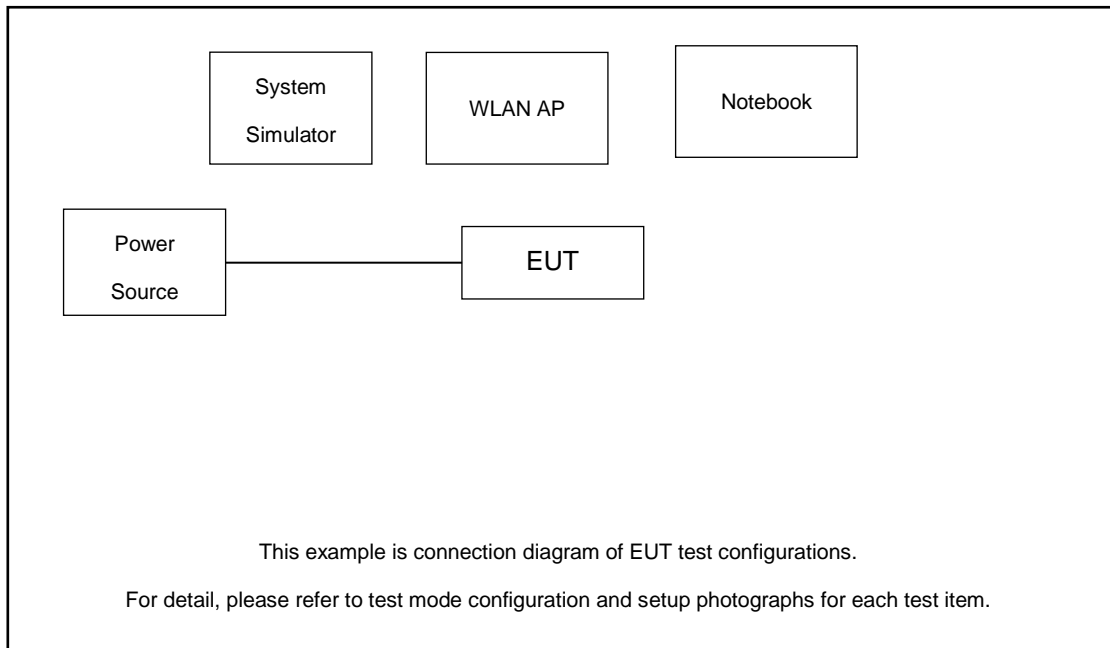 System
Simulator
WLAN AP
Notebook
Power
Source
EUT
This example is connection diagram of EUT test configurations.
For detail, please refer to test mode configuration and setup photographs for each test item.